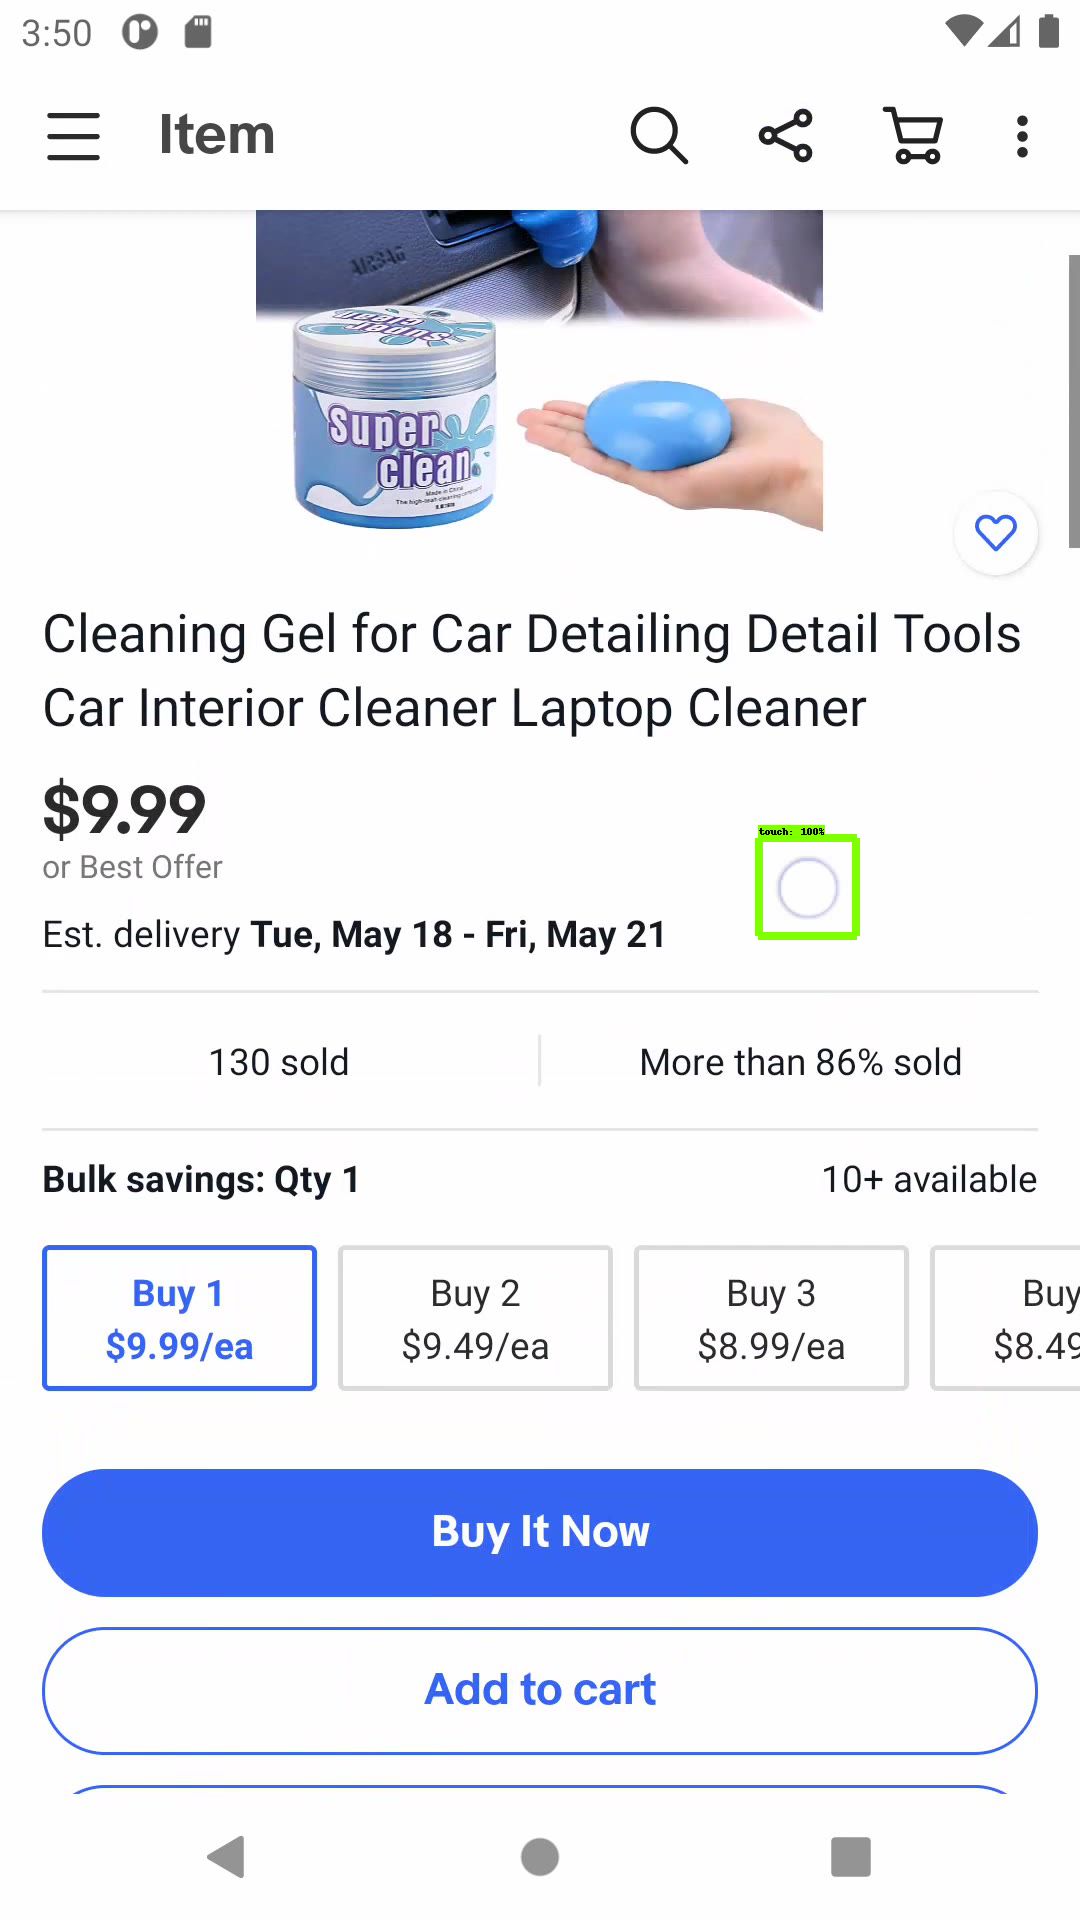 3:50
Item
AIRBAG
Super
clean
Made in China
Cleaning Gel for Car Detailing Detail Tools
Car Interior Cleaner Laptop Cleaner
$9.99
or Best Offer
touch: 100%
Est. delivery Tue, May 18 - Fri, May 21
130 sold
More than 86% sold
Bulk savings: Qty 1
10+ available
Buy 1
$9.99/ea
Buy 2
$9.49/ea
Buy 3
$8.99/ea
Buy
$8.49
Buy It Now
Add to cart